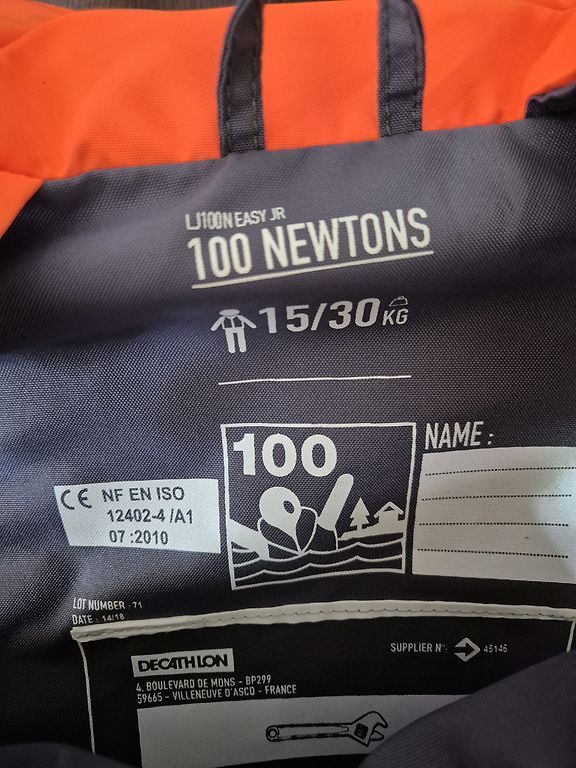 LJ100N EASY JR
100 NEWTONS
15/30 KG
100
NAME :
CE NF EN ISO
12402-4 /A1
07 :2010
LOT NUMBER : 71
DATE : 14/18
DECATHLON
4, BOULEVARD DE MONS - BP299
59665 - VILLENEUVE D'ASCQ - FRANCE
SUPPLIER N°: 45146